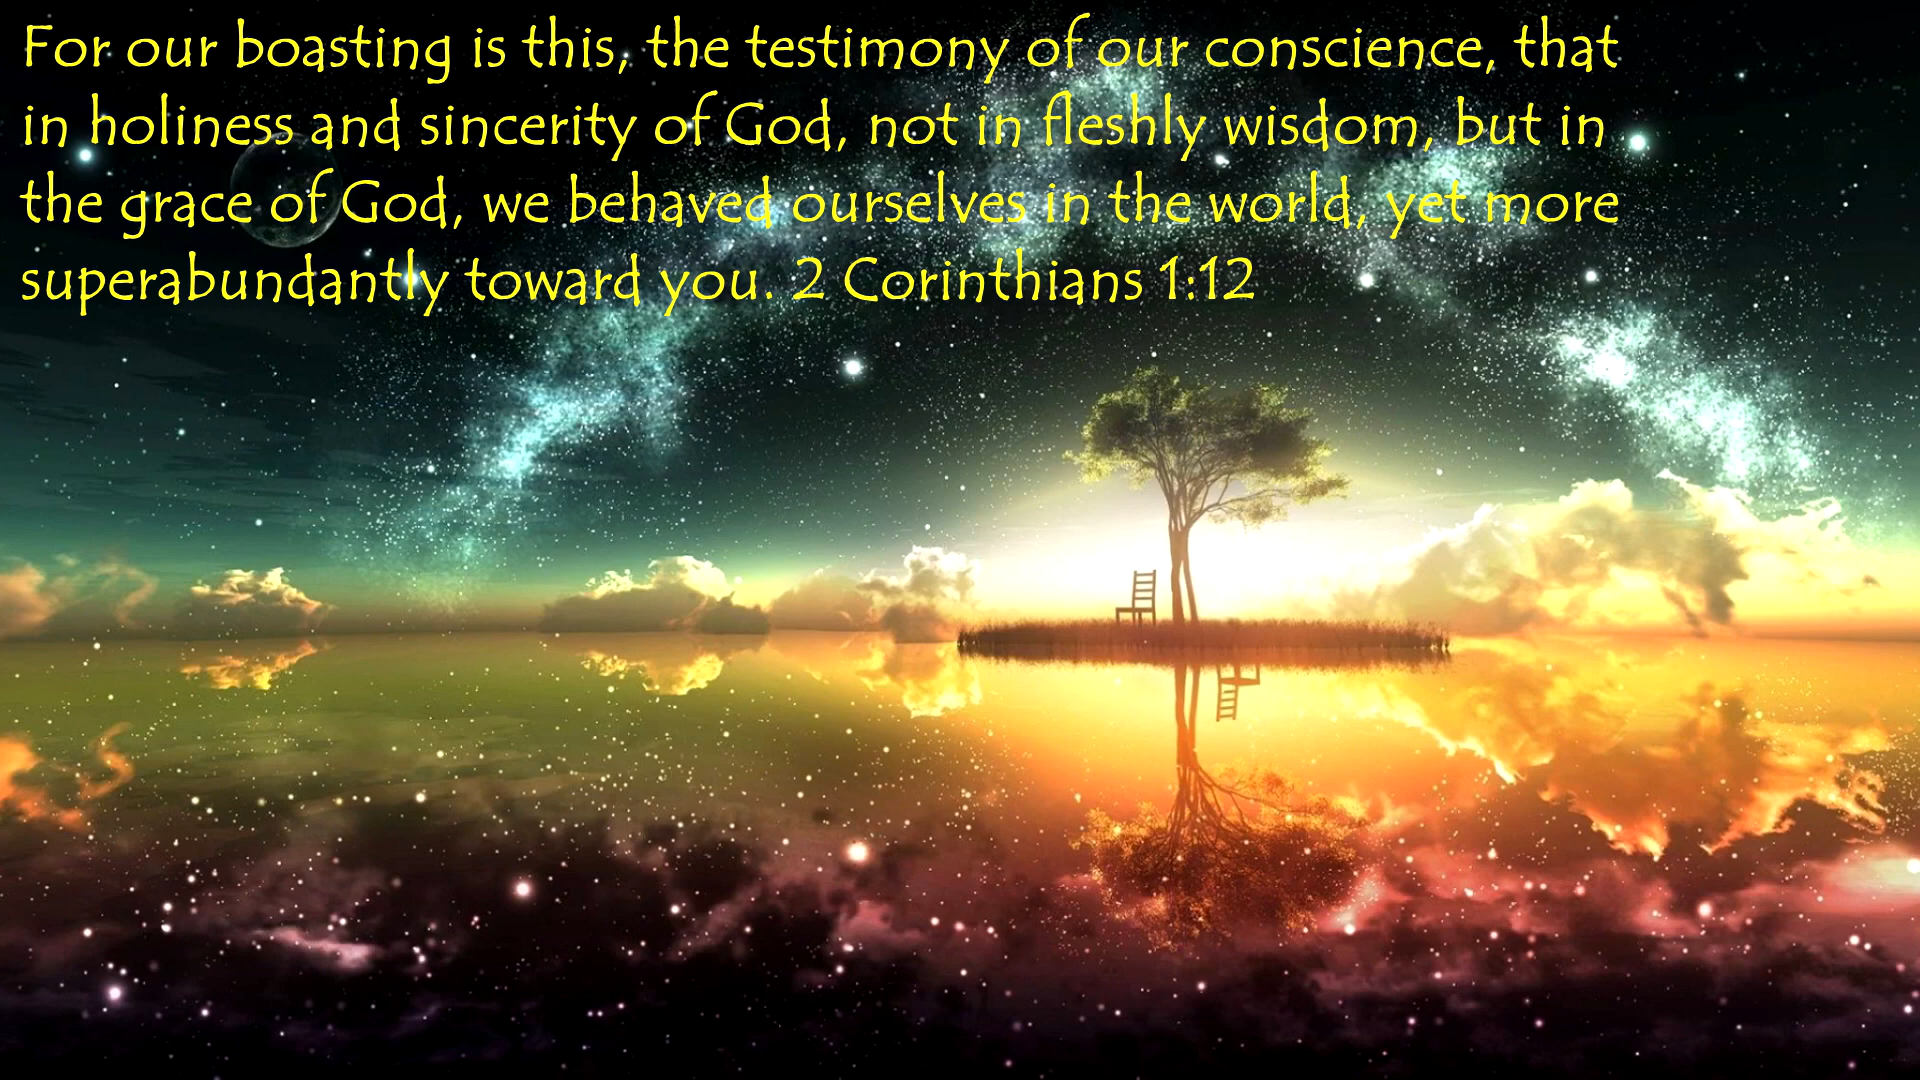 For our boasting is this, the testimony of our conscience, that
in holiness and sincerity of God, not in fleshly wisdom, but in
the grace of God, we behaved ourselves in the world, yet more
superabundantly toward you. 2 Corinthians 1:12